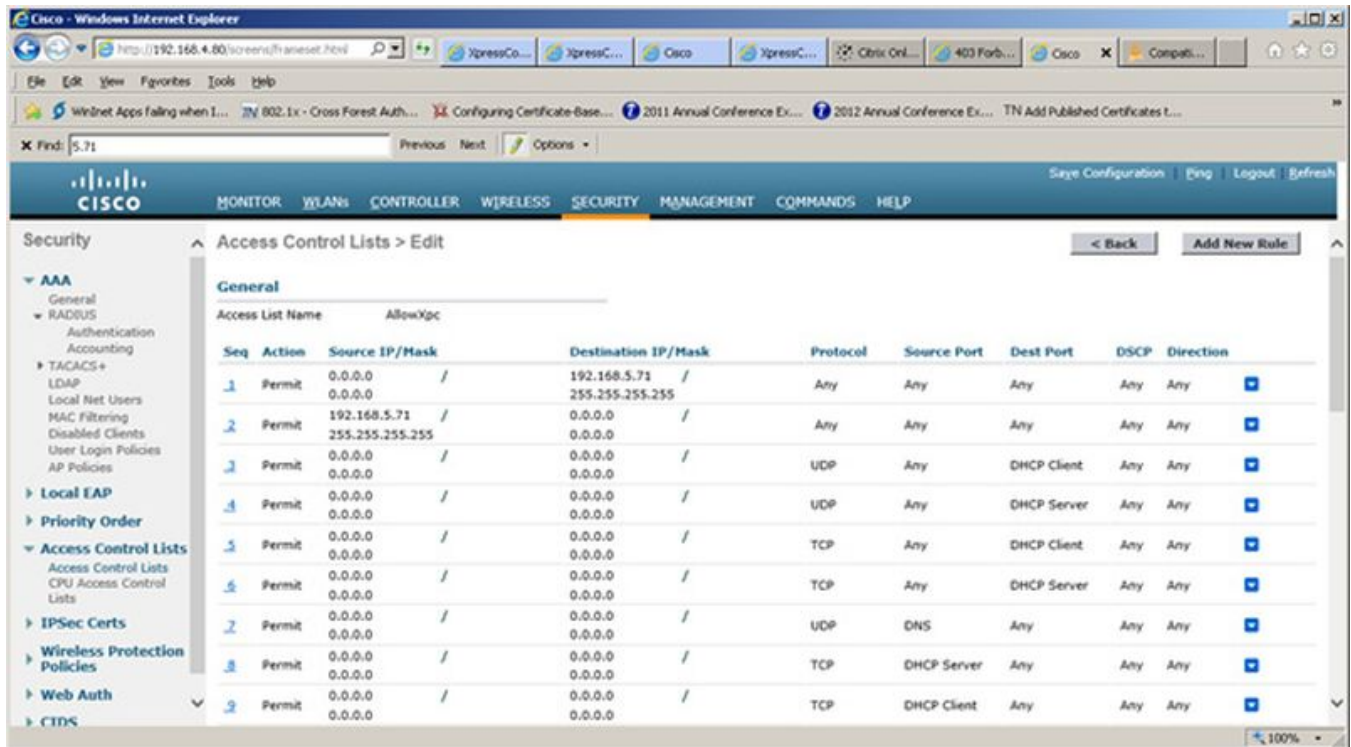 Cisco - Windows Internet Explorer
http://192.168.4.80/screens/frameset.html
XpressCo... XpressC... Cisco XpressC... Citrix Onl... 403 Forb... Cisco X Compati...
File Edit View Favorites Tools Help
WinInet Apps failing when I... 802.1x - Cross Forest Auth... Configuring Certificate-Base... 2011 Annual Conference Ex... 2012 Annual Conference Ex... TN Add Published Certificates t...
X Find: 5.71 Previous Next Options
Save Configuration | Ping | Logout | Refresh
CISCO
MONITOR WLANs CONTROLLER WIRELESS SECURITY MANAGEMENT COMMANDS HELP
Security
AAA
General
RADIUS
Authentication
Accounting
TACACS+
LDAP
Local Net Users
MAC Filtering
Disabled Clients
User Login Policies
AP Policies
Local EAP
Priority Order
Access Control Lists
Access Control Lists
CPU Access Control
Lists
IPSec Certs
Wireless Protection
Policies
Web Auth
CIDS
Access Control Lists > Edit
< Back Add New Rule
General
Access List Name AllowXpc
Seq Action Source IP/Mask Destination IP/Mask Protocol Source Port Dest Port DSCP Direction
1 Permit 0.0.0.0 / 192.168.5.71 / Any Any Any Any Any
0.0.0.0 255.255.255.255
2 Permit 192.168.5.71 / 0.0.0.0 / Any Any Any Any Any
255.255.255.255 0.0.0.0
3 Permit 0.0.0.0 / 0.0.0.0 / UDP Any DHCP Client Any Any
0.0.0.0 0.0.0.0
4 Permit 0.0.0.0 / 0.0.0.0 / UDP Any DHCP Server Any Any
0.0.0.0 0.0.0.0
5 Permit 0.0.0.0 / 0.0.0.0 / TCP Any DHCP Client Any Any
0.0.0.0 0.0.0.0
6 Permit 0.0.0.0 / 0.0.0.0 / TCP Any DHCP Server Any Any
0.0.0.0 0.0.0.0
7 Permit 0.0.0.0 / 0.0.0.0 / UDP DNS Any Any Any
0.0.0.0 0.0.0.0
8 Permit 0.0.0.0 / 0.0.0.0 / TCP DHCP Server Any Any Any
0.0.0.0 0.0.0.0
9 Permit 0.0.0.0 / 0.0.0.0 / TCP DHCP Client Any Any Any
0.0.0.0 0.0.0.0
100%